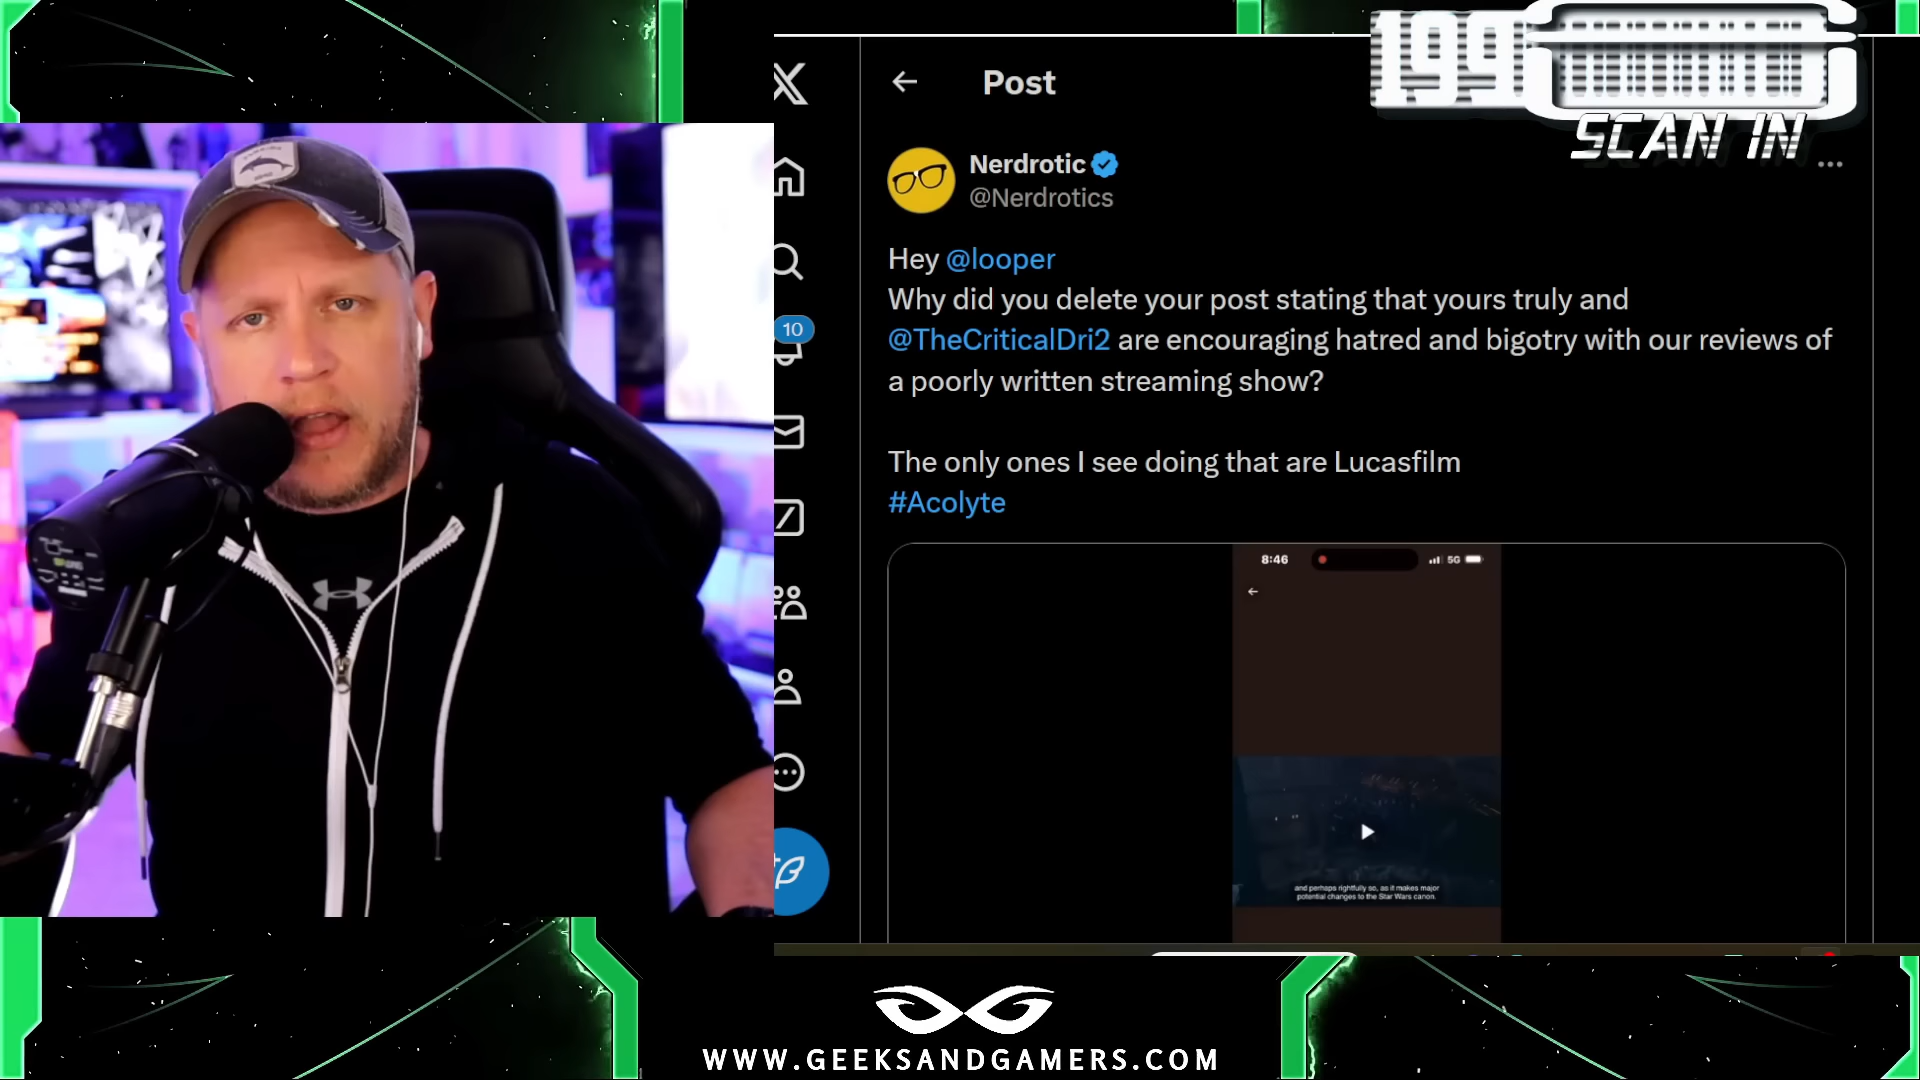 199
SCAN IN
Post
Nerdrotic
@Nerdrotics
Hey @looper
Why did you delete your post stating that yours truly and
@TheCriticalDri2 are encouraging hatred and bigotry with our reviews of
a poorly written streaming show?
The only ones I see doing that are Lucasfilm
#Acolyte
10
8:46
5G
and perhaps rightfully so, as it makes major
potential changes to the Star Wars canon.
WWW.GEEKSANDGAMERS.COM